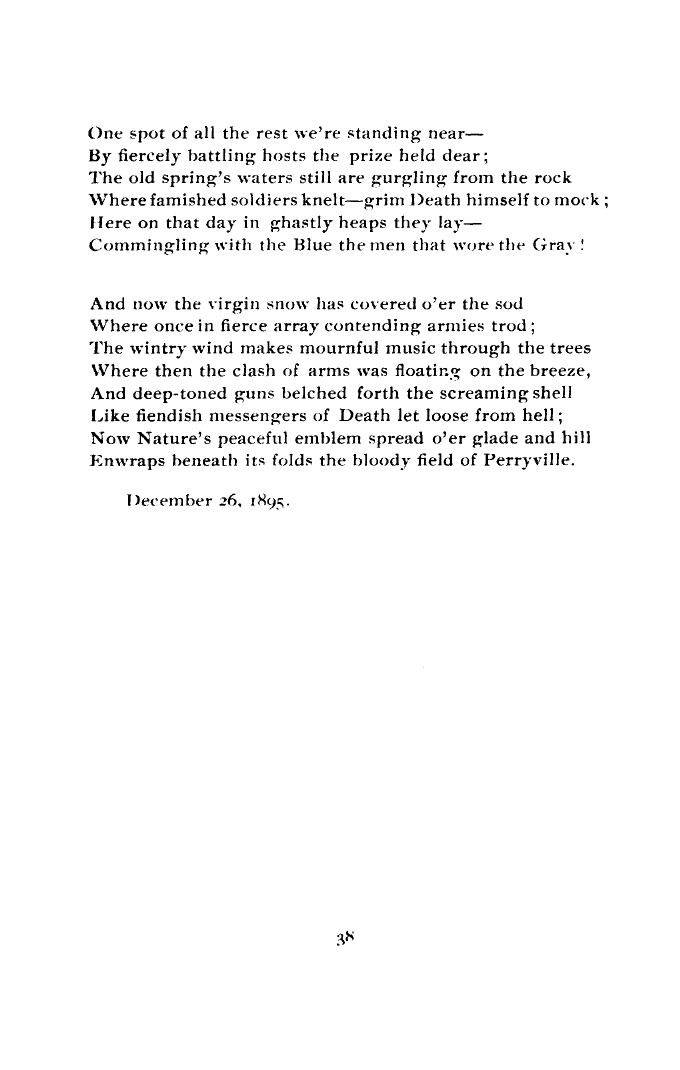 One spot of all the rest we're standing near—
By fiercely battling hosts the prize held dear;
The old spring's waters still are gurgling from the rock
Where famished soldiers knelt—grim Death himself to mock;
Here on that day in ghastly heaps they lay—
Commingling with the Blue the men that wore the Gray!

And now the virgin snow has covered o'er the sod
Where once in fierce array contending armies trod;
The wintry wind makes mournful music through the trees
Where then the clash of arms was floating on the breeze,
And deep-toned guns belched forth the screaming shell
Like fiendish messengers of Death let loose from hell;
Now Nature's peaceful emblem spread o'er glade and hill
Enwraps beneath its folds the bloody field of Perryville.

December 26, 1895.

38